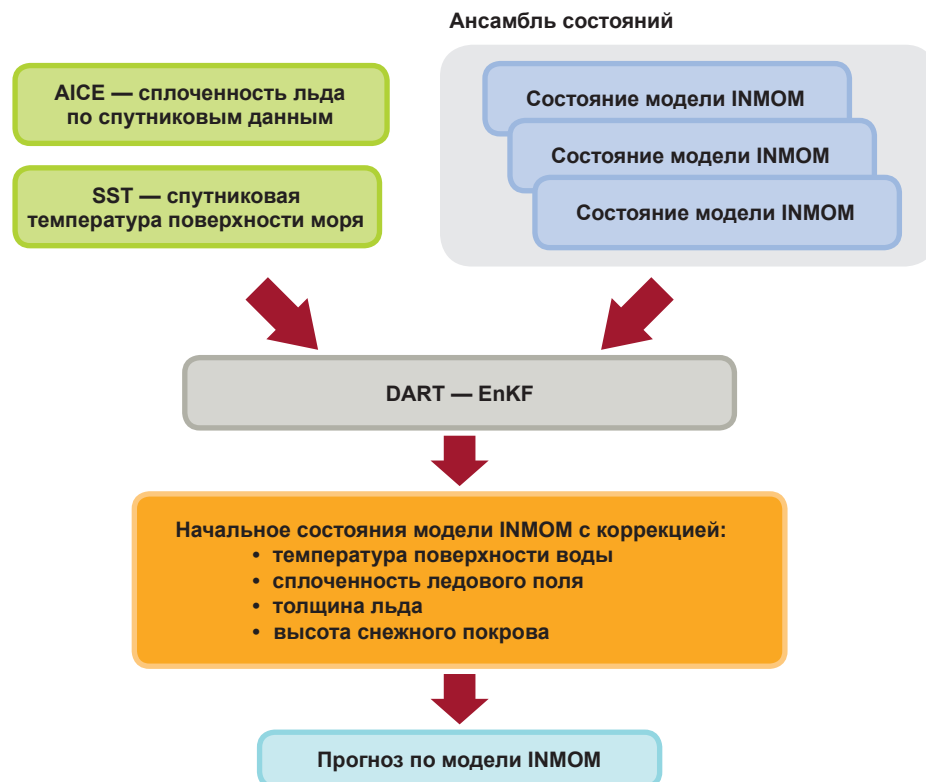 Ансамбль состояний
AICE — сплоченность льда
по спутниковым данным
SST — спутниковая
температура поверхности моря
Состояние модели INMOM
Состояние модели INMOM
Состояние модели INMOM
DART — EnKF
Начальное состояния модели INMOM с коррекцией:
• температура поверхности воды
• сплоченность ледового поля
• толщина льда
• высота снежного покрова
Прогноз по модели INMOM